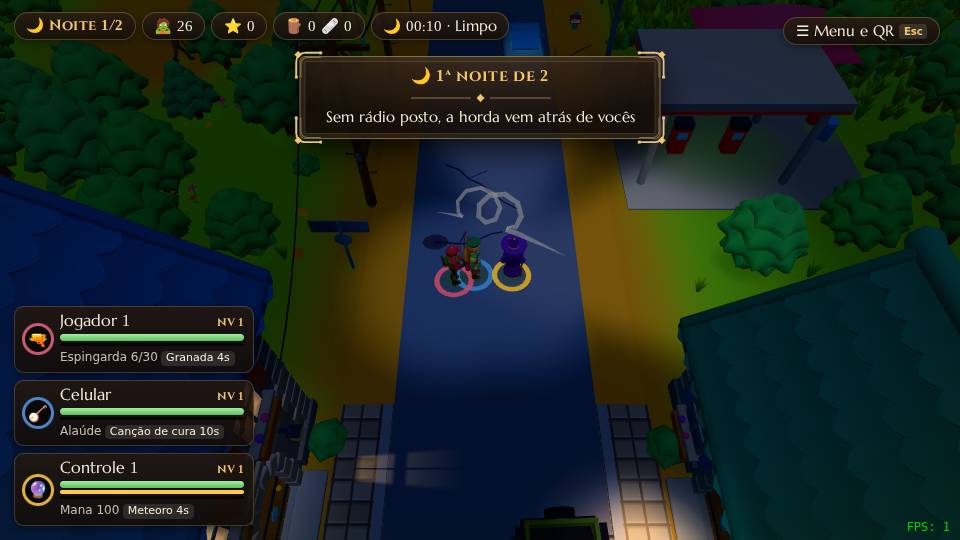 NOITE 1/2
26
0
0
0
00:10 · Limpo
☰ Menu e QR Esc
1ª NOITE DE 2
Sem rádio posto, a horda vem atrás de vocês
Jogador 1 NV 1
Espingarda 6/30 Granada 4s
Celular NV 1
Alaúde Canção de cura 10s
Controle 1 NV 1
Mana 100 Meteoro 4s
FPS: 1